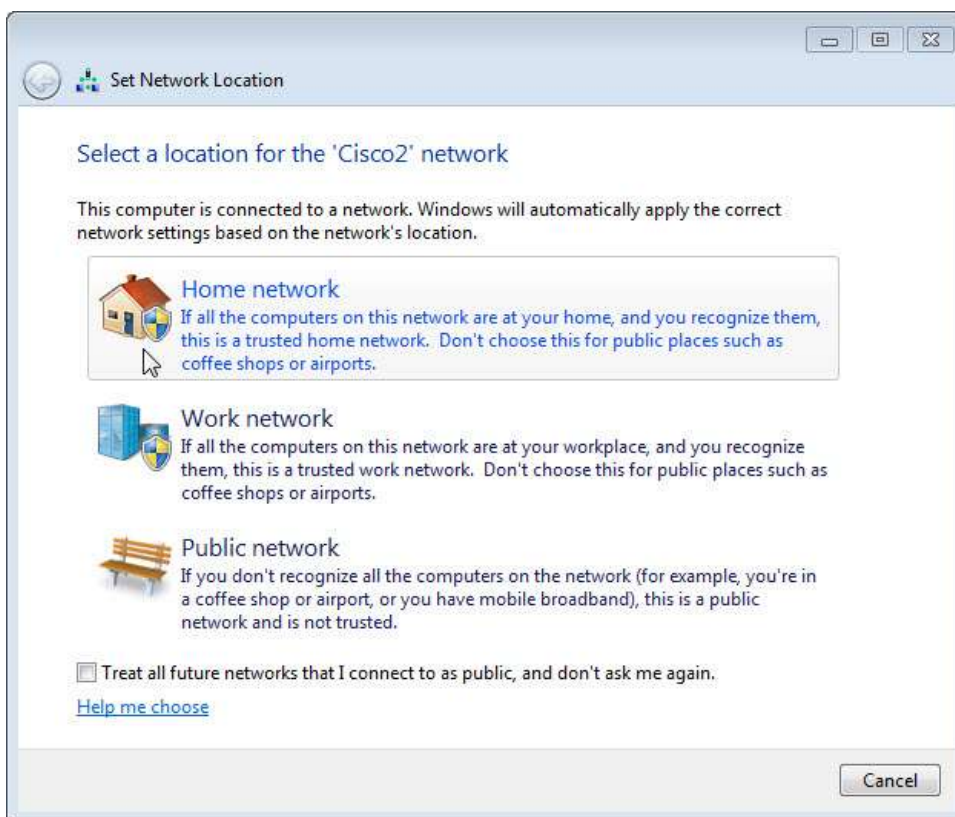 Set Network Location
Select a location for the 'Cisco2' network
This computer is connected to a network. Windows will automatically apply the correct
network settings based on the network's location.
Home network
If all the computers on this network are at your home, and you recognize them,
this is a trusted home network. Don't choose this for public places such as
coffee shops or airports.
Work network
If all the computers on this network are at your workplace, and you recognize
them, this is a trusted work network. Don't choose this for public places such as
coffee shops or airports.
Public network
If you don't recognize all the computers on the network (for example, you're in
a coffee shop or airport, or you have mobile broadband), this is a public
network and is not trusted.
Treat all future networks that I connect to as public, and don't ask me again.
Help me choose
Cancel